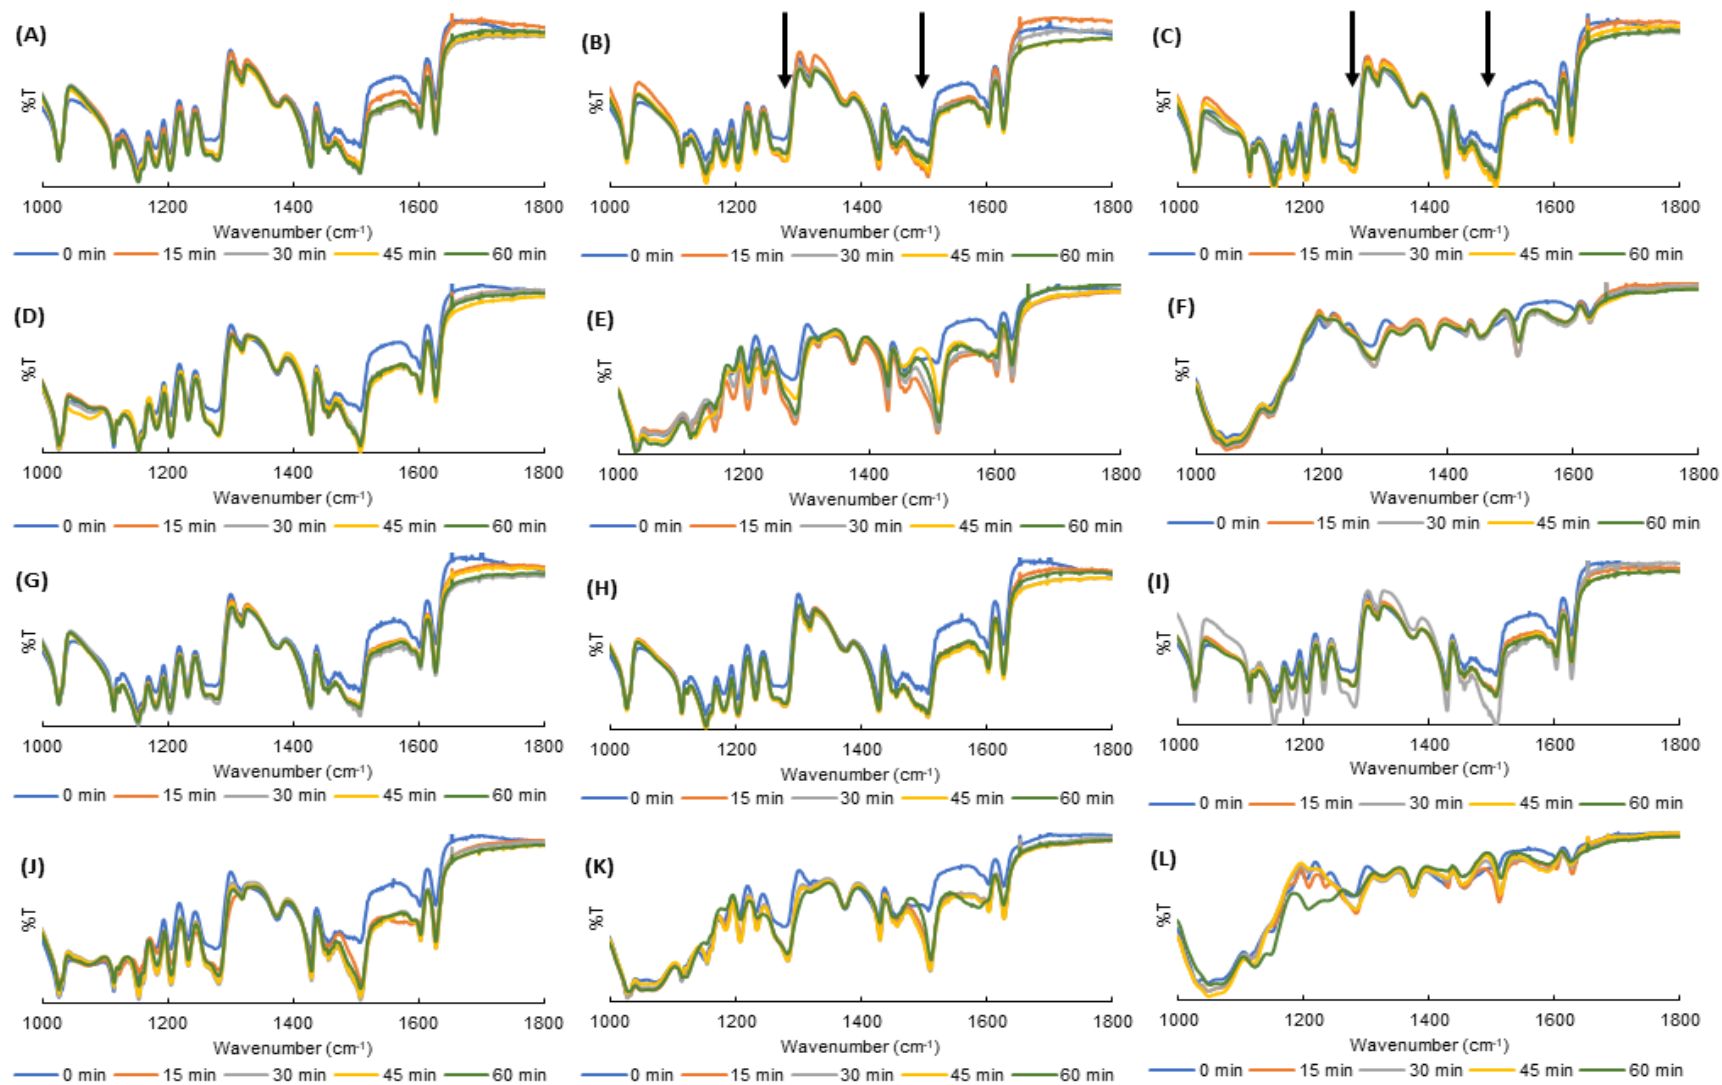 (A) (B) (C)
%T %T %T
1000 1200 1400 1600 1800 1000 1200 1400 1600 1800 1000 1200 1400 1600 1800
Wavenumber (cm⁻¹) Wavenumber (cm⁻¹) Wavenumber (cm⁻¹)
0 min 15 min 30 min 45 min 60 min 0 min 15 min 30 min 45 min 60 min 0 min 15 min 30 min 45 min 60 min
(D) (E) (F)
%T %T %T
1000 1200 1400 1600 1800 1000 1200 1400 1600 1800 1000 1200 1400 1600 1800
Wavenumber (cm⁻¹) Wavenumber (cm⁻¹) Wavenumber (cm⁻¹)
0 min 15 min 30 min 45 min 60 min 0 min 15 min 30 min 45 min 60 min 0 min 15 min 30 min 45 min 60 min
(G) (H) (I)
%T %T %T
1000 1200 1400 1600 1800 1000 1200 1400 1600 1800 1000 1200 1400 1600 1800
Wavenumber (cm⁻¹) Wavenumber (cm⁻¹) Wavenumber (cm⁻¹)
0 min 15 min 30 min 45 min 60 min 0 min 15 min 30 min 45 min 60 min 0 min 15 min 30 min 45 min 60 min
(J) (K) (L)
%T %T %T
1000 1200 1400 1600 1800 1000 1200 1400 1600 1800 1000 1200 1400 1600 1800
Wavenumber (cm⁻¹) Wavenumber (cm⁻¹) Wavenumber (cm⁻¹)
0 min 15 min 30 min 45 min 60 min 0 min 15 min 30 min 45 min 60 min 0 min 15 min 30 min 45 min 60 min